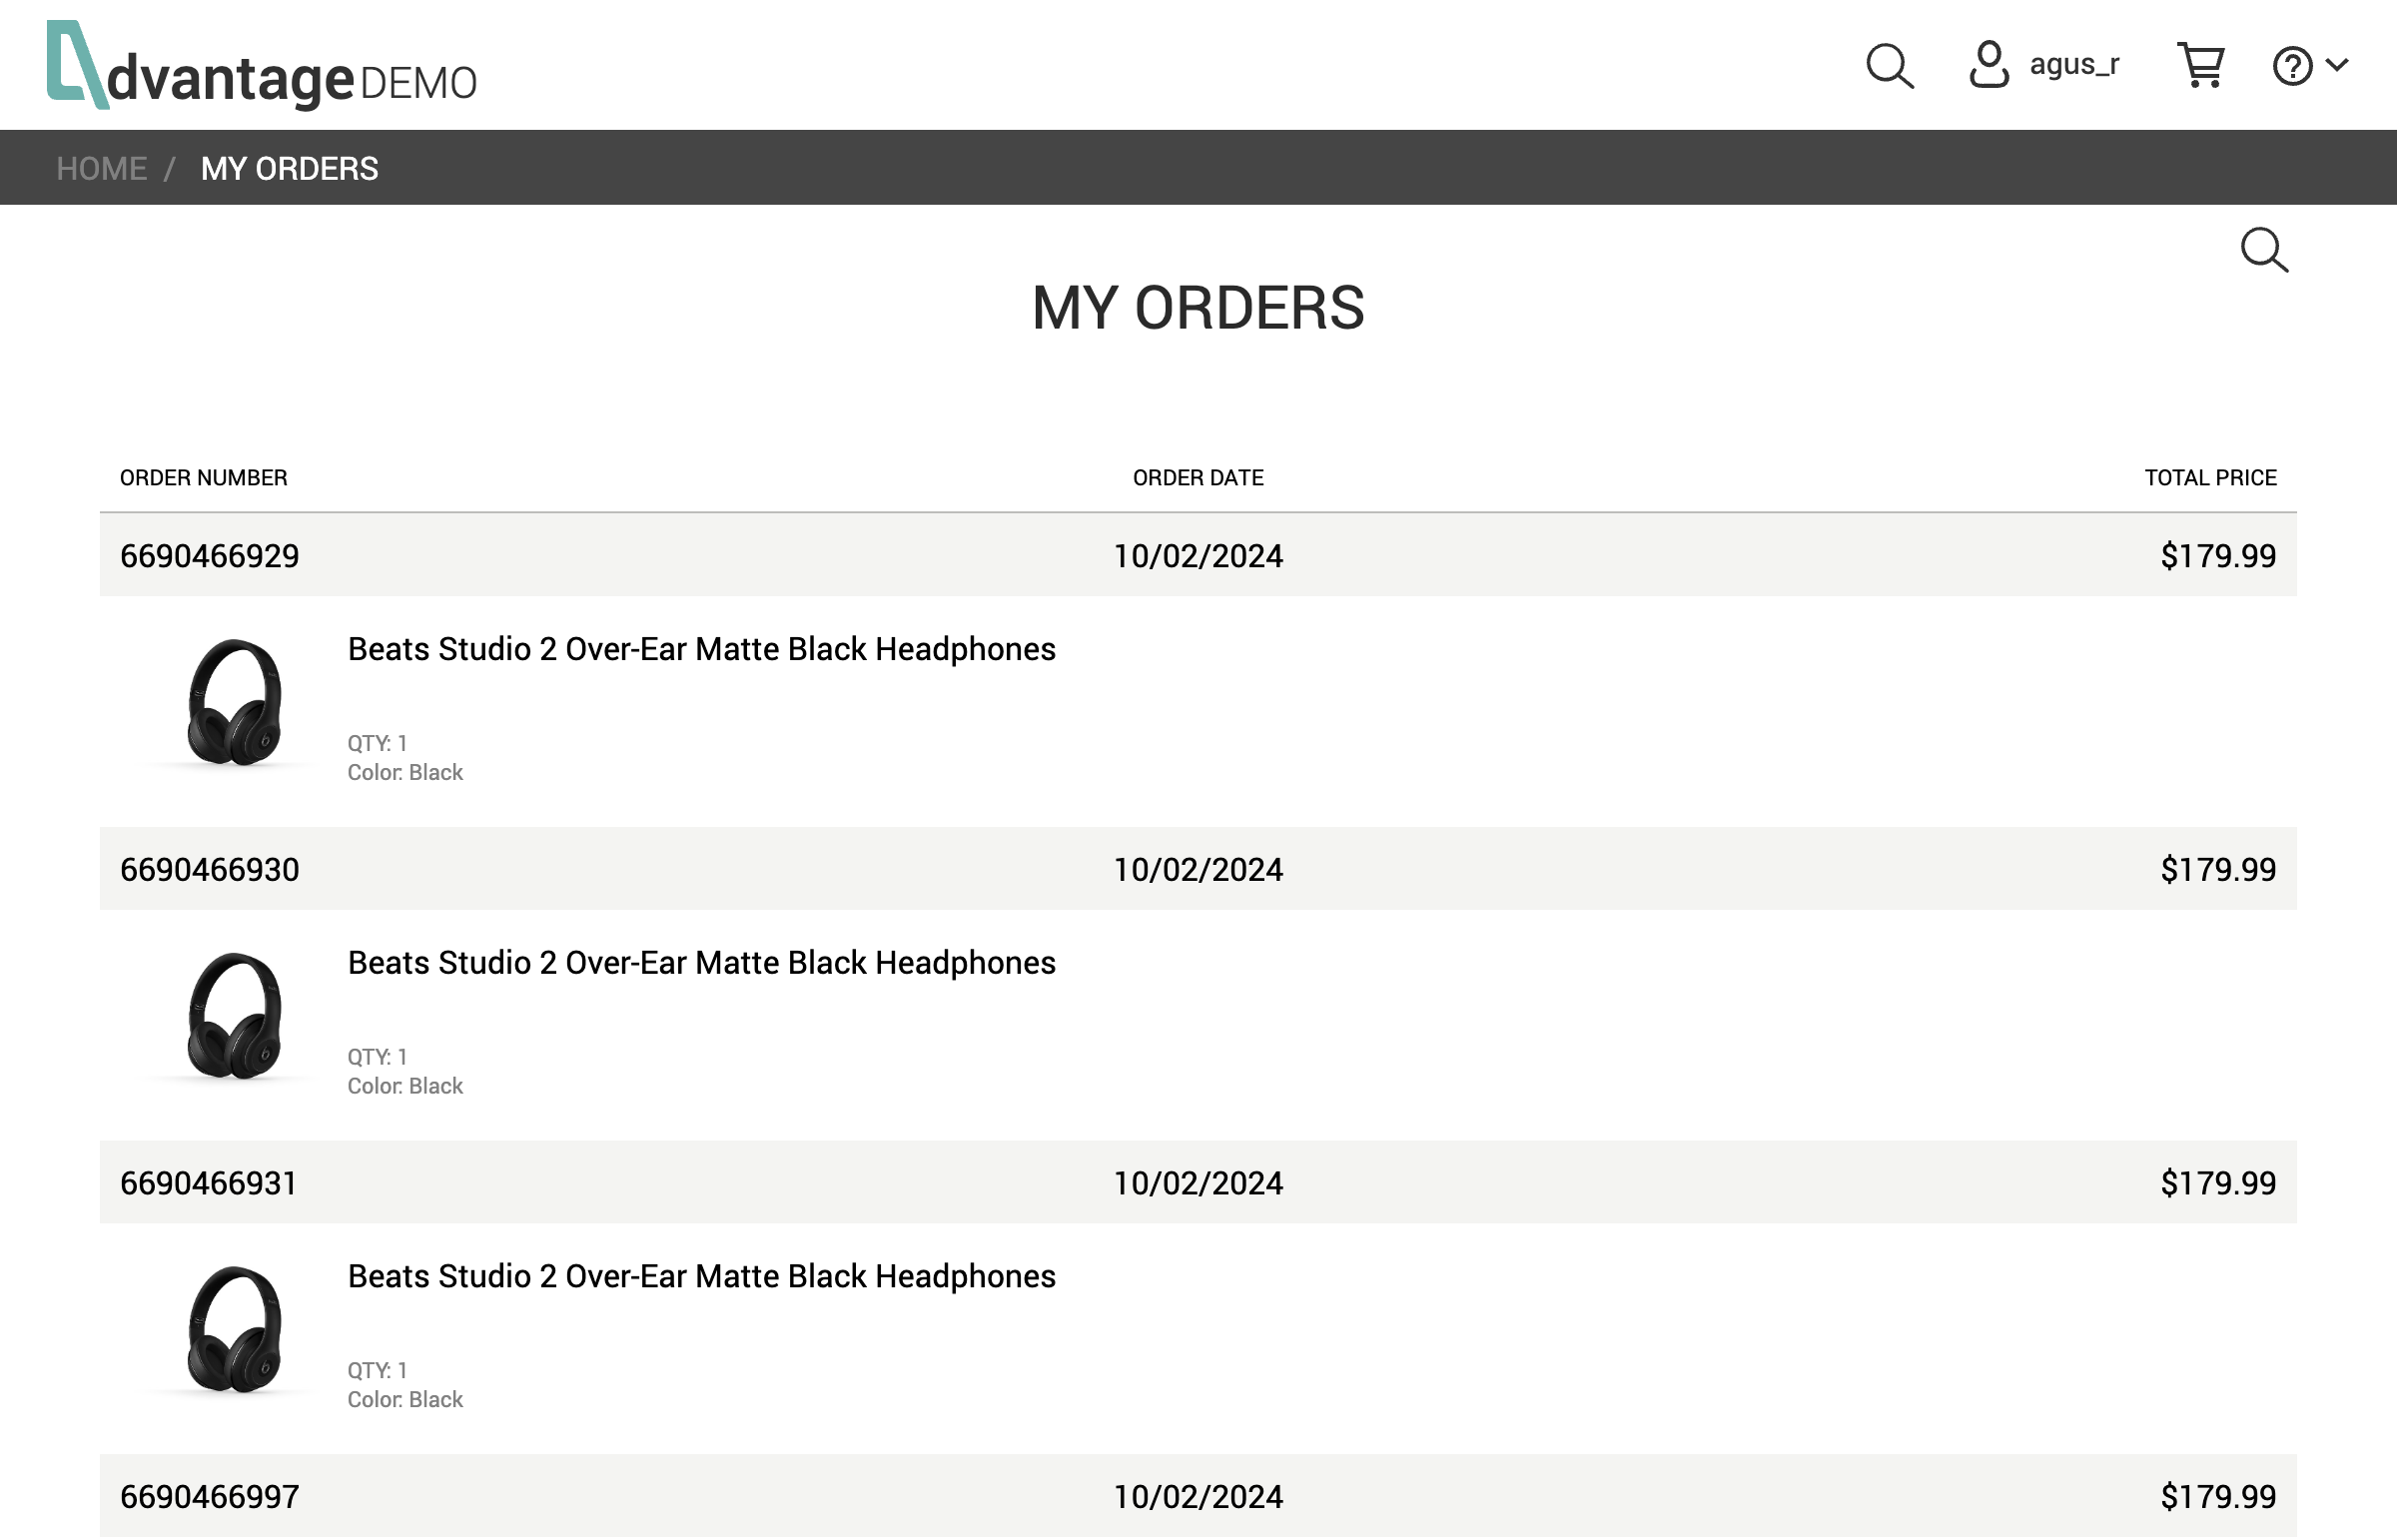 dvantage DEMO
agus_r
HOME / MY ORDERS
MY ORDERS
ORDER NUMBER ORDER DATE TOTAL PRICE
6690466929 10/02/2024 $179.99
Beats Studio 2 Over-Ear Matte Black Headphones
QTY: 1
Color: Black
6690466930 10/02/2024 $179.99
Beats Studio 2 Over-Ear Matte Black Headphones
QTY: 1
Color: Black
6690466931 10/02/2024 $179.99
Beats Studio 2 Over-Ear Matte Black Headphones
QTY: 1
Color: Black
6690466997 10/02/2024 $179.99